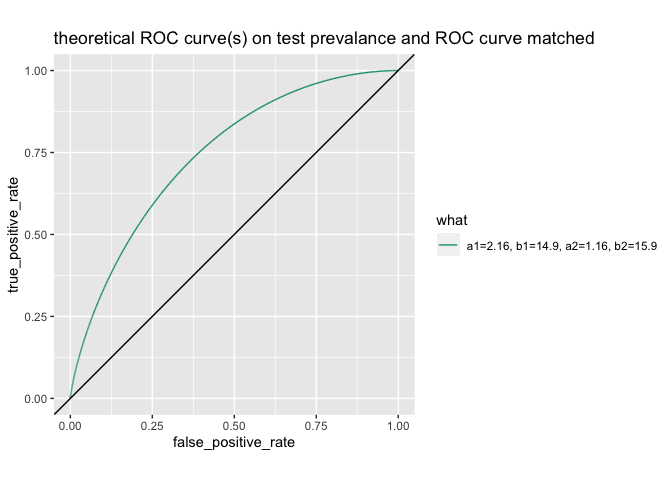 theoretical ROC curve(s) on test prevalance and ROC curve matched
1.00
0.75
0.50
0.25
0.00
true_positive_rate
0.00 0.25 0.50 0.75 1.00
false_positive_rate
what
a1=2.16, b1=14.9, a2=1.16, b2=15.9